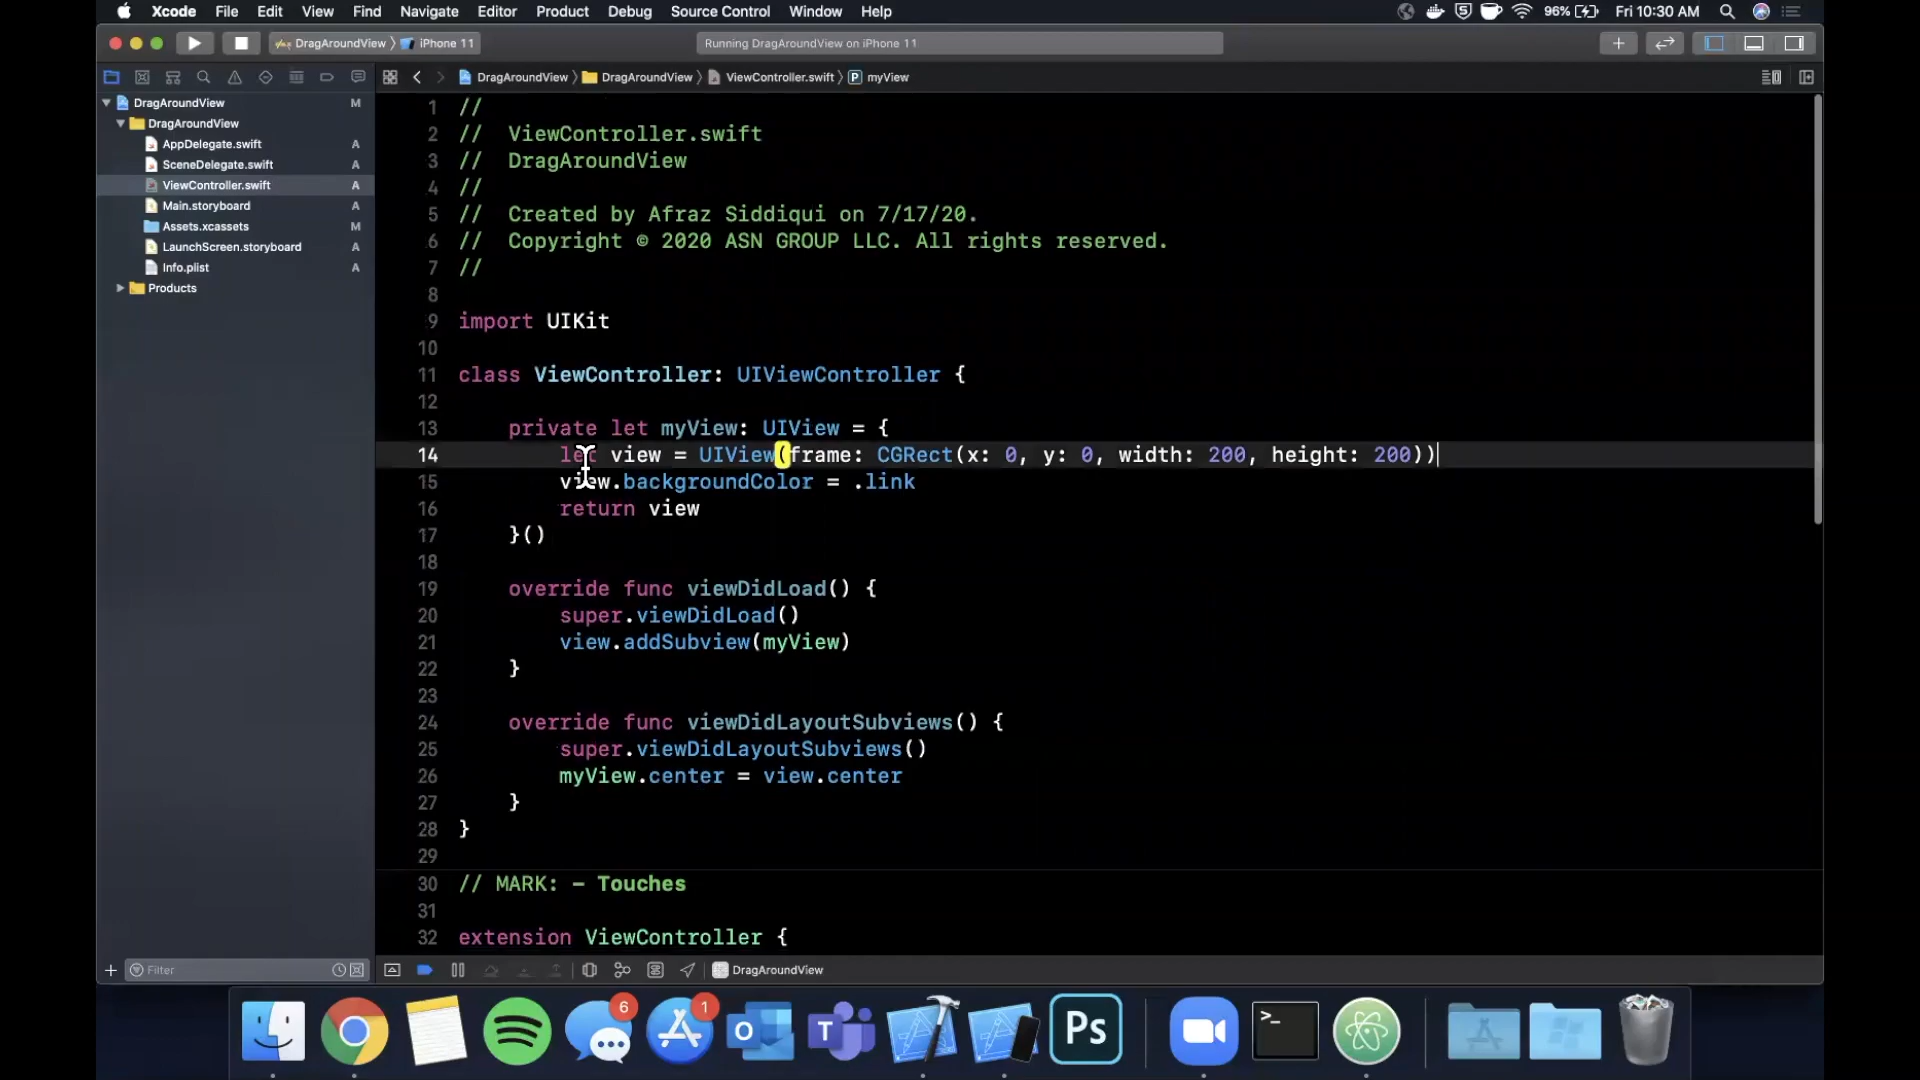 Xcode File Edit View Find Navigate Editor Product Debug Source Control Window Help 96% Fri 10:30 AM
DragAroundView iPhone 11 Running DragAroundView on iPhone 11
DragAroundView DragAroundView ViewController.swift P myView
DragAroundView M
DragAroundView
AppDelegate.swift A
SceneDelegate.swift A
ViewController.swift A
Main.storyboard A
Assets.xcassets M
LaunchScreen.storyboard A
Info.plist A
Products
1 //
2 // ViewController.swift
3 // DragAroundView
4 //
5 // Created by Afraz Siddiqui on 7/17/20.
6 // Copyright © 2020 ASN GROUP LLC. All rights reserved.
7 //
8
9 import UIKit
10
11 class ViewController: UIViewController {
12
13 private let myView: UIView = {
14 let view = UIView(frame: CGRect(x: 0, y: 0, width: 200, height: 200))
15 view.backgroundColor = .link
16 return view
17 }()
18
19 override func viewDidLoad() {
20 super.viewDidLoad()
21 view.addSubview(myView)
22 }
23
24 override func viewDidLayoutSubviews() {
25 super.viewDidLayoutSubviews()
26 myView.center = view.center
27 }
28 }
29
30 // MARK: - Touches
31
32 extension ViewController {
Filter
DragAroundView
6 1
O T Ps >_